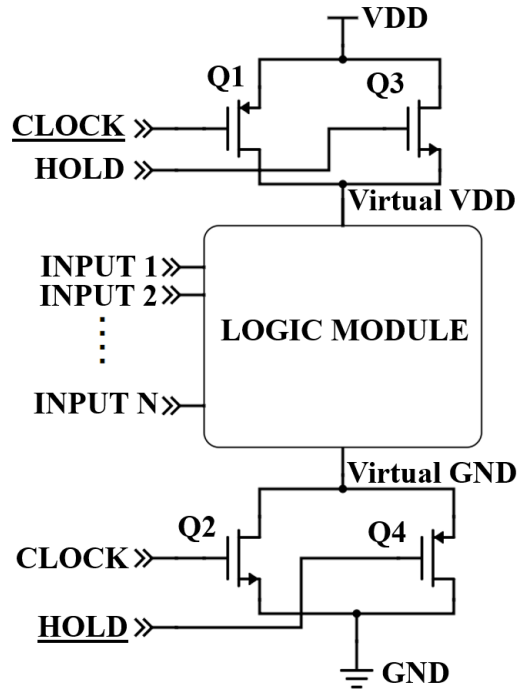 VDD
Q1
Q3
CLOCK
HOLD
Virtual VDD
INPUT 1
INPUT 2
LOGIC MODULE
INPUT N
Virtual GND
Q2
Q4
CLOCK
HOLD
GND